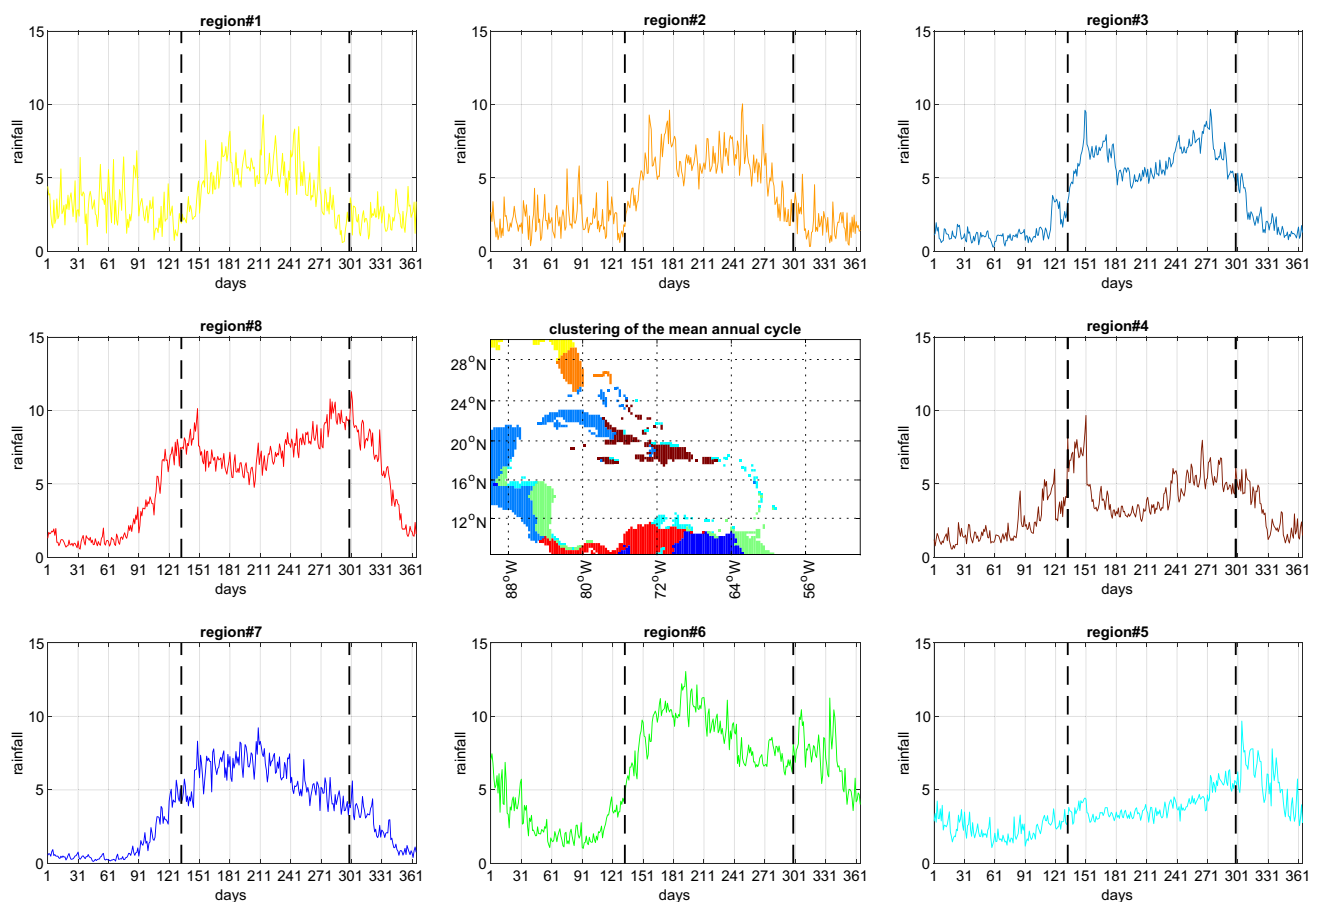 region#1
15
10
5
0
rainfall
1 31 61 91 121 151 181 211 241 271 301 331 361
days
region#2
15
10
5
0
rainfall
1 31 61 91 121 151 181 211 241 271 301 331 361
days
region#3
15
10
5
0
rainfall
1 31 61 91 121 151 181 211 241 271 301 331 361
days
region#8
15
10
5
0
rainfall
1 31 61 91 121 151 181 211 241 271 301 331 361
days
clustering of the mean annual cycle
28°N
24°N
20°N
16°N
12°N
88°W 80°W 72°W 64°W 56°W
region#4
15
10
5
0
rainfall
1 31 61 91 121 151 181 211 241 271 301 331 361
days
region#7
15
10
5
0
rainfall
1 31 61 91 121 151 181 211 241 271 301 331 361
days
region#6
15
10
5
0
rainfall
1 31 61 91 121 151 181 211 241 271 301 331 361
days
region#5
15
10
5
0
rainfall
1 31 61 91 121 151 181 211 241 271 301 331 361
days